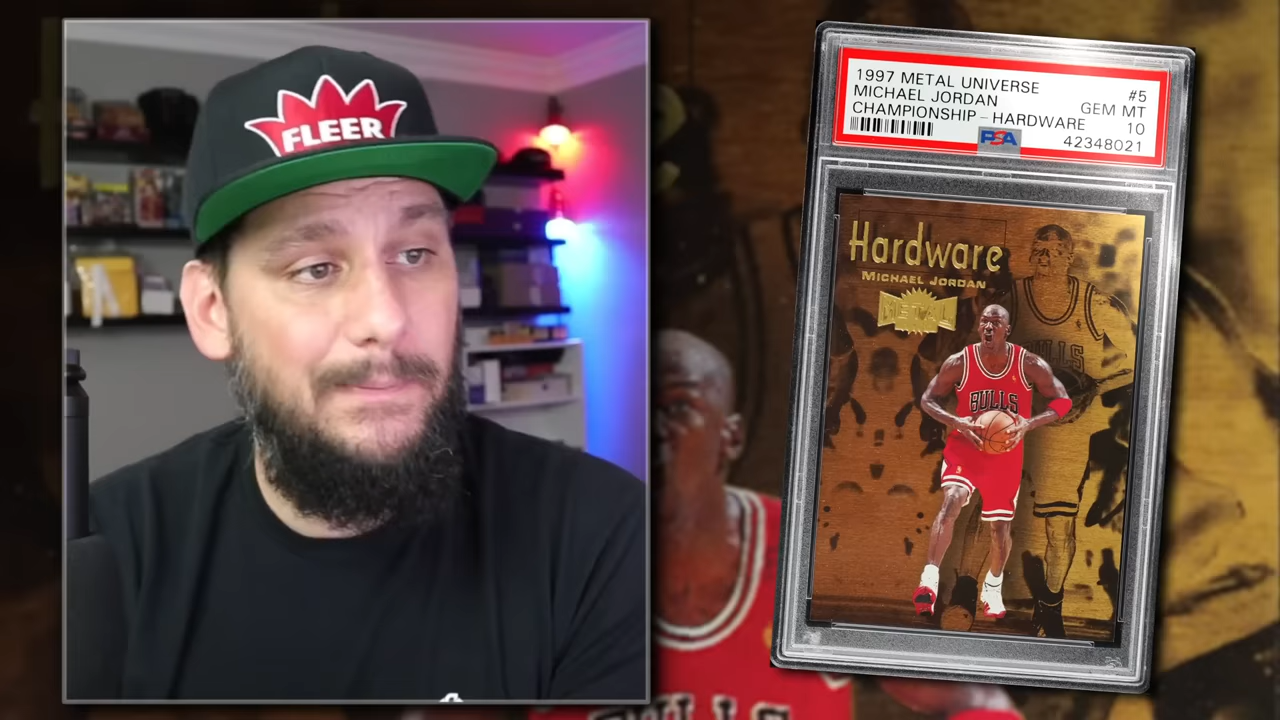 FLEER
1997 METAL UNIVERSE #5
MICHAEL JORDAN GEM MT
CHAMPIONSHIP - HARDWARE 10
PSA 42348021
Hardware
MICHAEL JORDAN
METAL
BULLS
BULLS